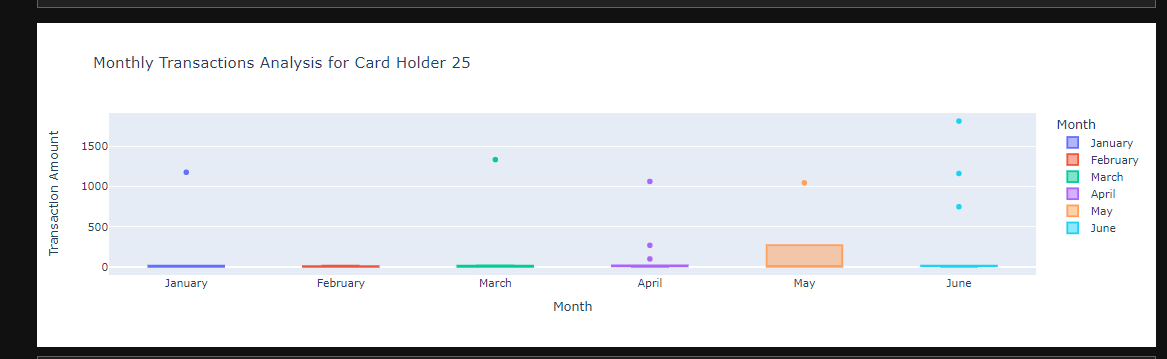 Monthly Transactions Analysis for Card Holder 25
Transaction Amount
1500
1000
500
0
January February March April May June
Month
Month
January
February
March
April
May
June